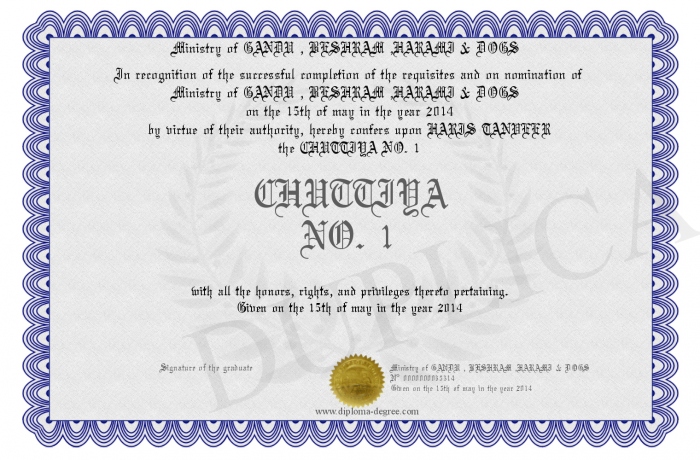 Ministry of GANDU , BESHRAM ,HARAMI & DOGS
In recognition of the successful completion of the requisites and on nomination of
Ministry of GANDU , BESHRAM ,HARAMI & DOGS
on the 15th of may in the year 2014
by virtue of their authority, hereby confers upon HARIS TANVEER
the CHUTTIYA NO. 1
CHUTTIYA
NO. 1
DUPLICA
with all the honors, rights, and privileges thereto pertaining.
Given on the 15th of may in the year 2014
Signature of the graduate
Ministry of GANDU , BESHRAM ,HARAMI & DOGS
N° 0000000035314
Given on the 15th of may in the year 2014
www.diploma-degree.com